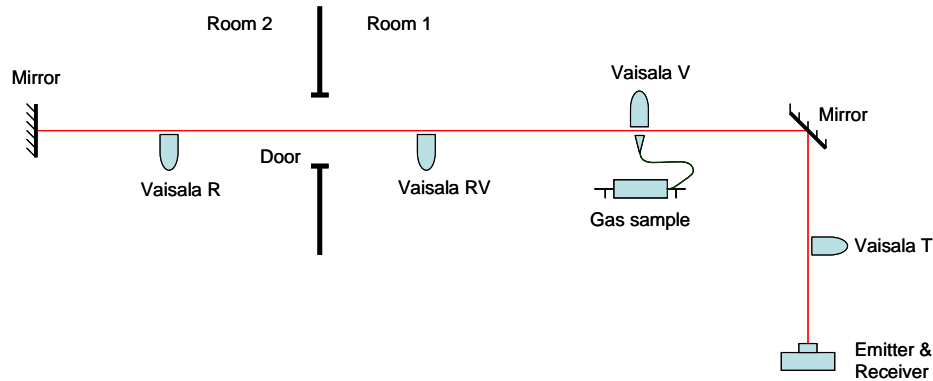 Room 2
Room 1
Vaisala V
Mirror
Mirror
Door
Vaisala R
Vaisala RV
Gas sample
Vaisala T
Emitter &
Receiver